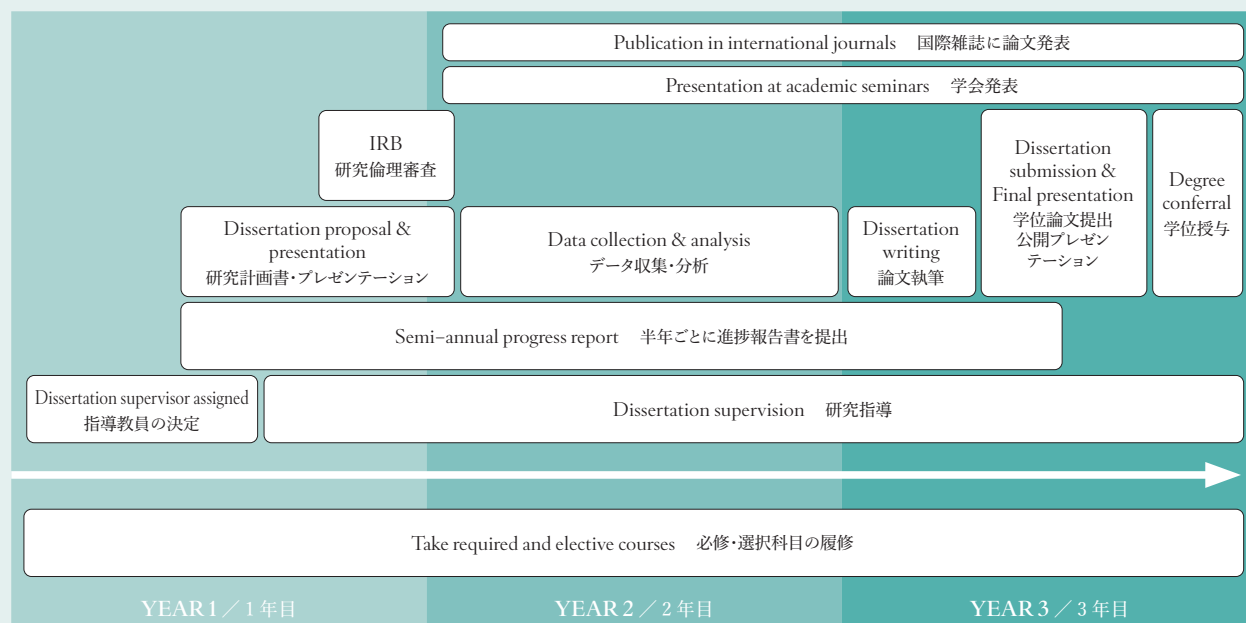 Publication in international journals 国際雑誌に論文発表
Presentation at academic seminars 学会発表
IRB
研究倫理審査
Dissertation
submission &
Final presentation
学位論文提出
公開プレゼン
テーション
Degree
conferral
学位授与
Dissertation proposal &
presentation
研究計画書・プレゼンテーション
Data collection & analysis
データ収集・分析
Dissertation
writing
論文執筆
Semi-annual progress report 半年ごとに進捗報告書を提出
Dissertation supervisor assigned
指導教員の決定
Dissertation supervision 研究指導
Take required and elective courses 必修・選択科目の履修
YEAR 1 / 1 年目
YEAR 2 / 2 年目
YEAR 3 / 3 年目